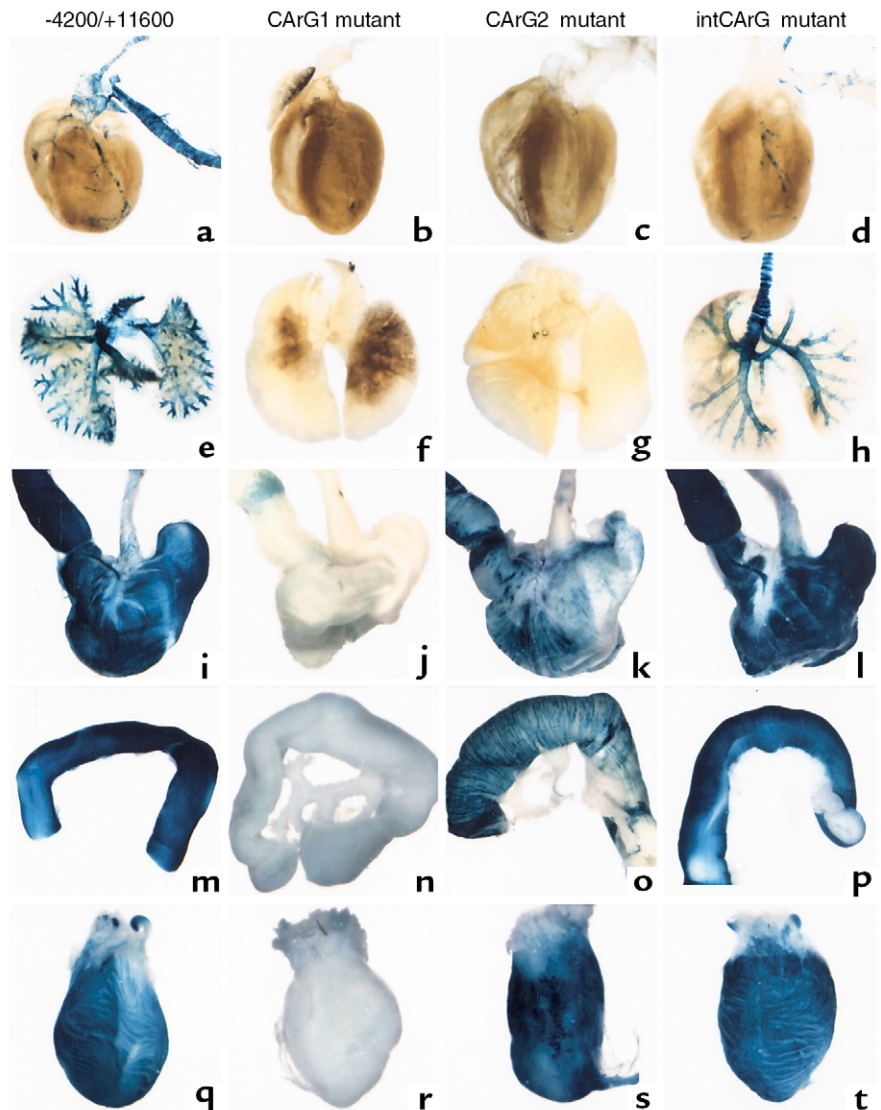 -4200/+11600 CArG1 mutant CArG2 mutant intCArG mutant
a b c d
e f g h
i j k l
m n o p
q r s t